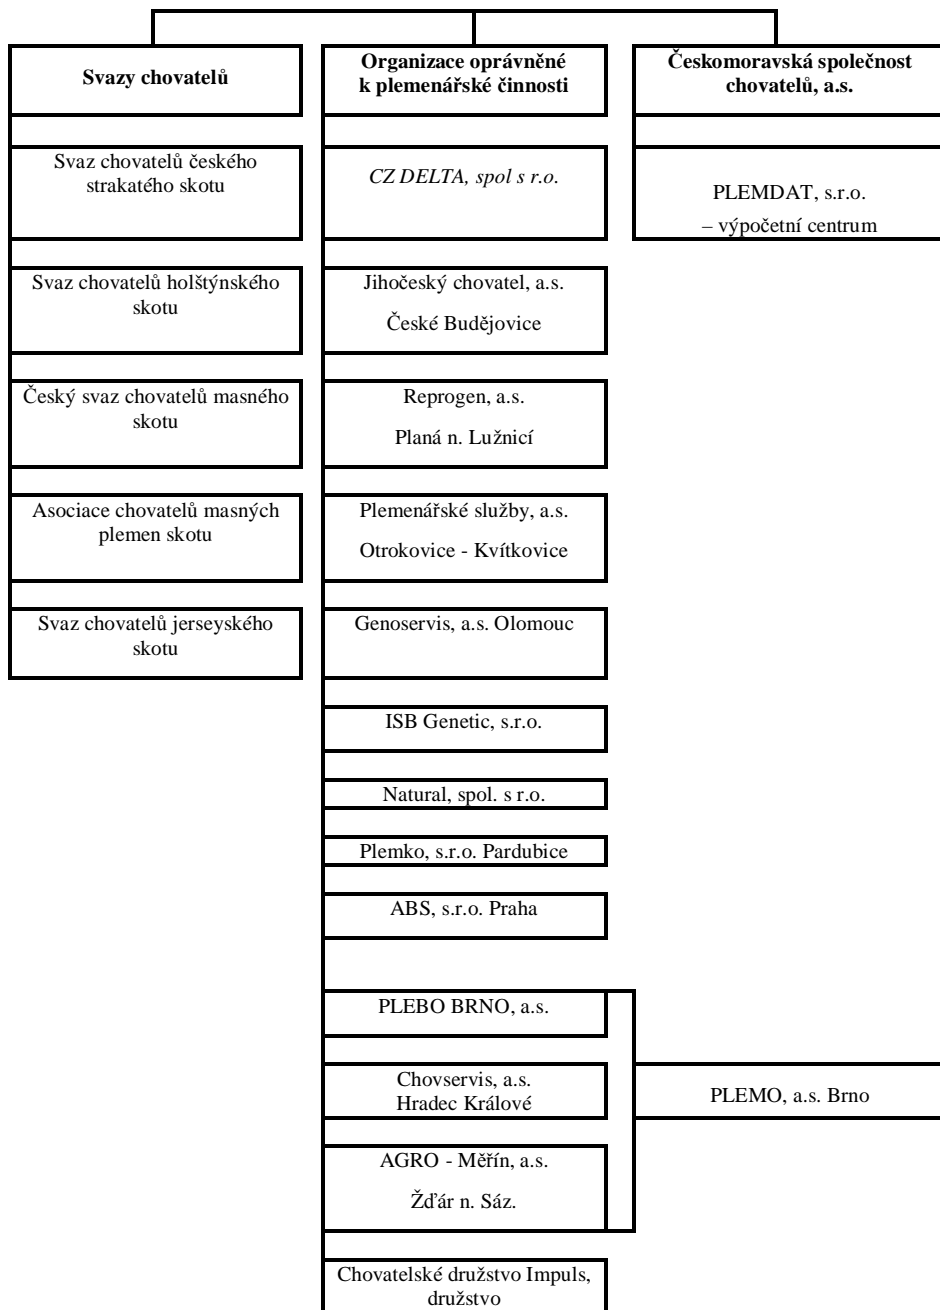 Svazy chovatelů
Organizace oprávněné
k plemenářské činnosti
Českomoravská společnost
chovatelů, a.s.
Svaz chovatelů českého
strakatého skotu
CZ DELTA, spol s r.o.
PLEMDAT, s.r.o.
– výpočetní centrum
Svaz chovatelů holštýnského
skotu
Jihočeský chovatel, a.s.
České Budějovice
Český svaz chovatelů masného
skotu
Reprogen, a.s.
Planá n. Lužnicí
Asociace chovatelů masných
plemen skotu
Plemenářské služby, a.s.
Otrokovice - Kvítkovice
Svaz chovatelů jerseyského
skotu
Genoservis, a.s. Olomouc
ISB Genetic, s.r.o.
Natural, spol. s r.o.
Plemko, s.r.o. Pardubice
ABS, s.r.o. Praha
PLEBO BRNO, a.s.
Chovservis, a.s.
Hradec Králové
PLEMO, a.s. Brno
AGRO - Měřín, a.s.
Žďár n. Sáz.
Chovatelské družstvo Impuls,
družstvo